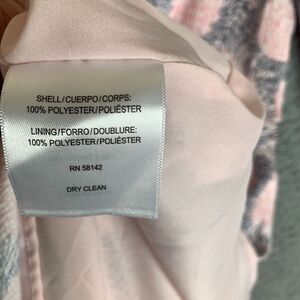 SHELL/CUERPO/CORPS:
100% POLYESTER/POLIÉSTER
LINING/FORRO/DOUBLURE:
100% POLYESTER/POLIÉSTER
RN 58142
DRY CLEAN